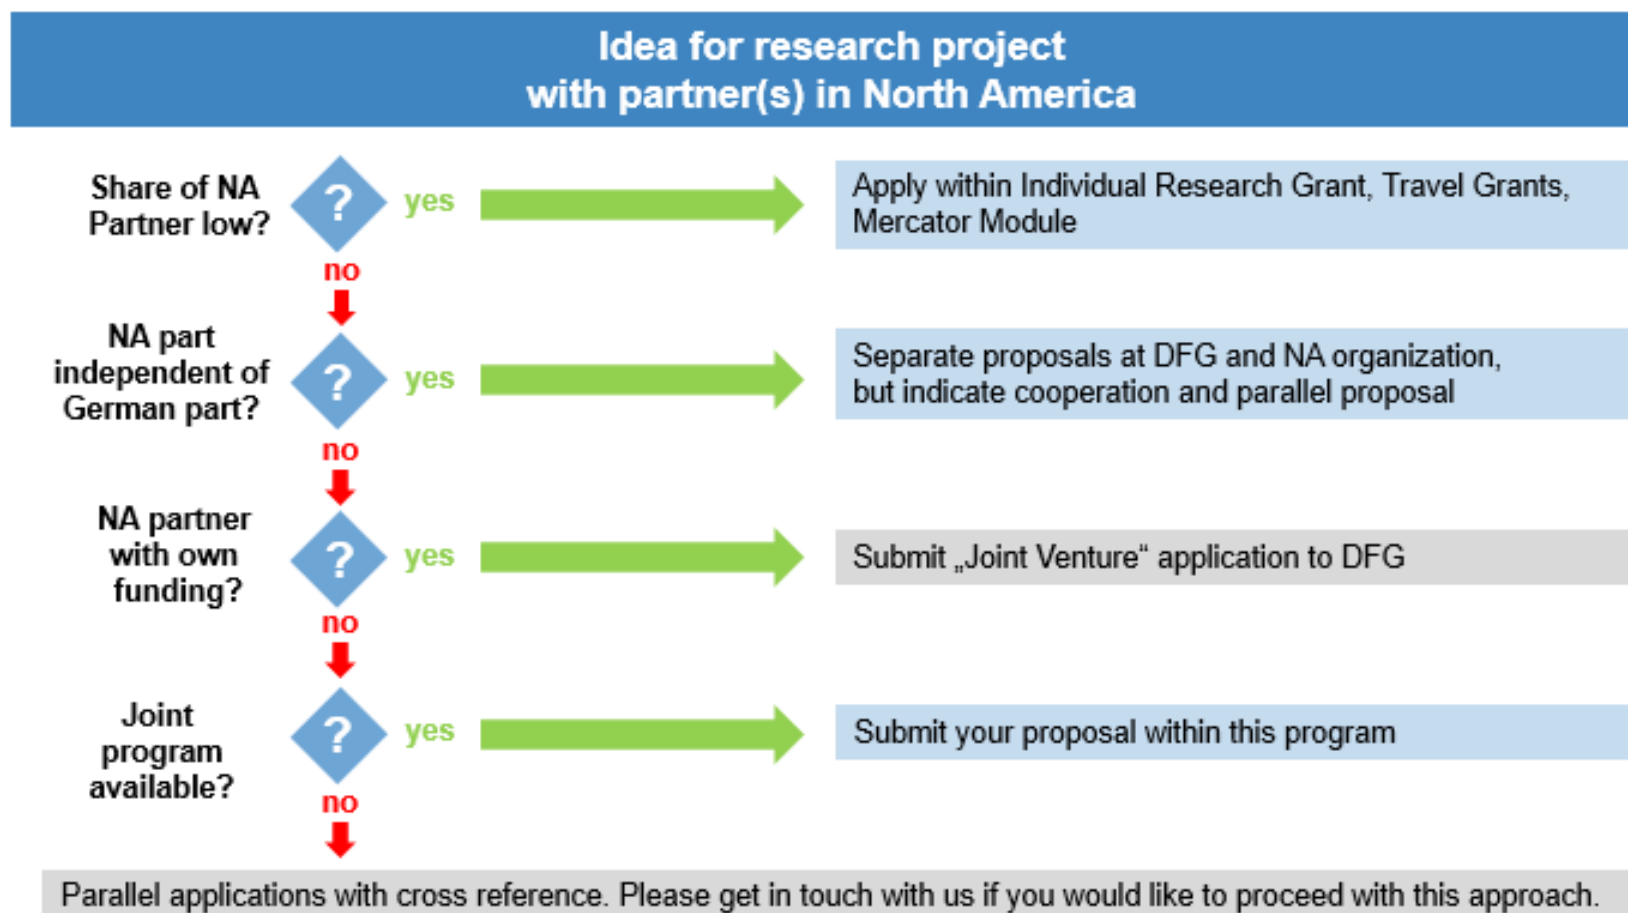 Idea for research project
with partner(s) in North America
Share of NA
Partner low?
?
yes
Apply within Individual Research Grant, Travel Grants,
Mercator Module
no
NA part
independent of
German part?
?
yes
Separate proposals at DFG and NA organization,
but indicate cooperation and parallel proposal
no
NA partner
with own
funding?
?
yes
Submit „Joint Venture“ application to DFG
no
Joint
program
available?
?
yes
Submit your proposal within this program
no
Parallel applications with cross reference. Please get in touch with us if you would like to proceed with this approach.